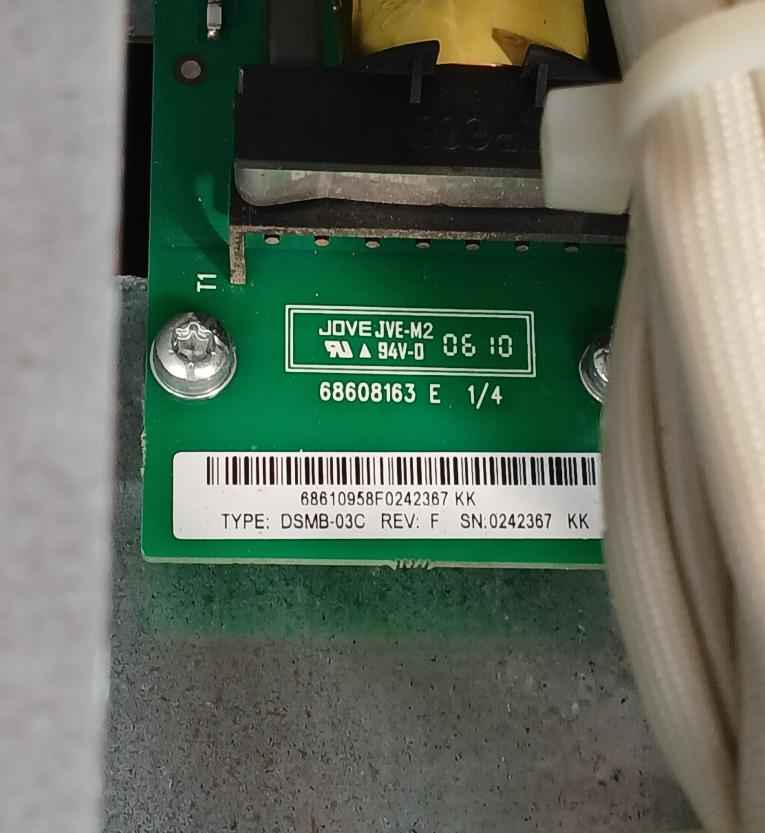 T1
JOVE JVE-M2
94V-0 06 10
68608163 E 1/4
68610958F0242367 KK
TYPE: DSMB-03C REV: F SN:0242367 KK